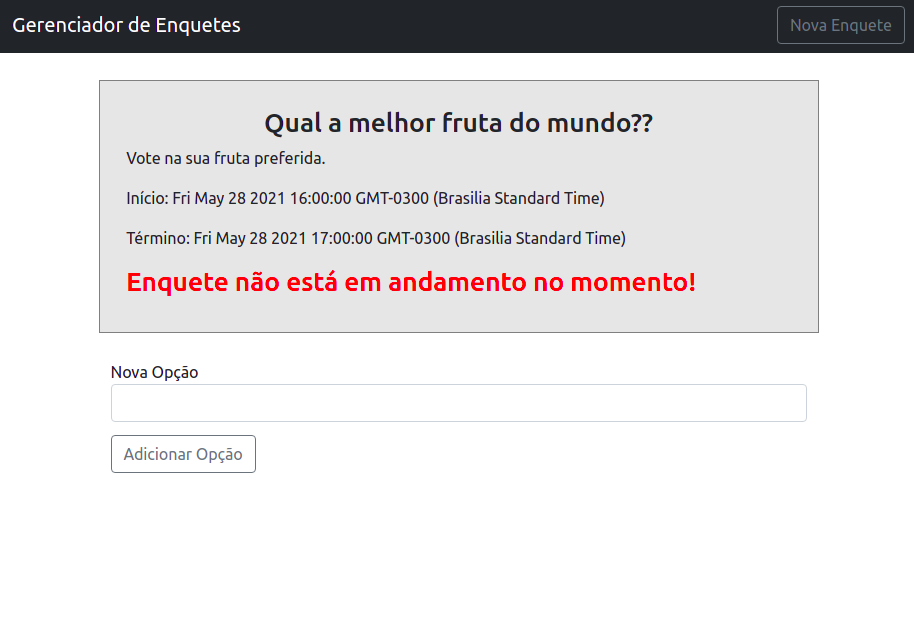 Gerenciador de Enquetes
Nova Enquete
Qual a melhor fruta do mundo??
Vote na sua fruta preferida.
Início: Fri May 28 2021 16:00:00 GMT-0300 (Brasilia Standard Time)
Término: Fri May 28 2021 17:00:00 GMT-0300 (Brasilia Standard Time)
Enquete não está em andamento no momento!
Nova Opção
Adicionar Opção